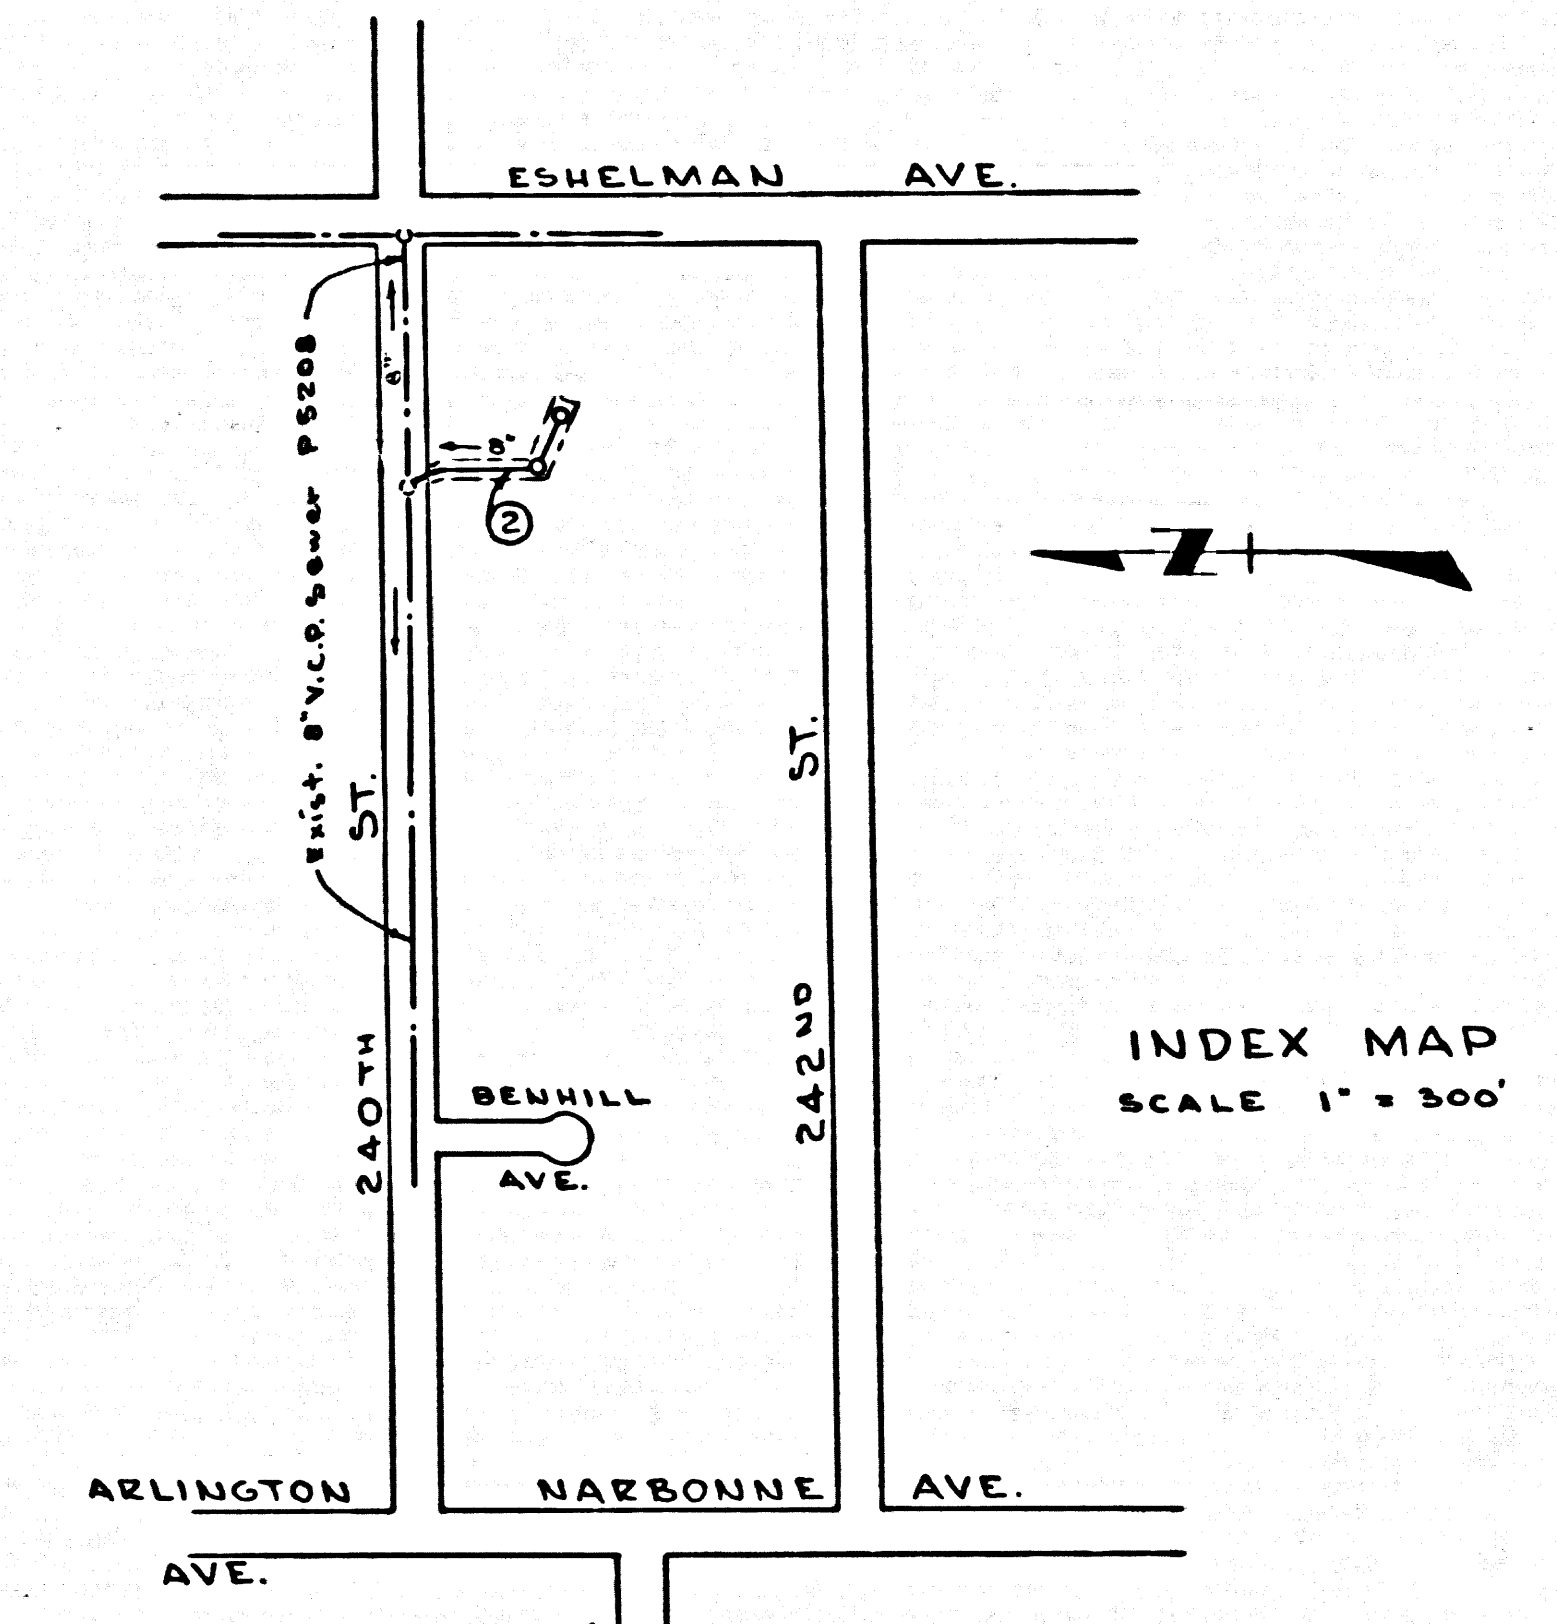 ESHELMAN AVE.
Exist. 8" V.C.P. Sewer P5208
8"
8"
2
N
240TH ST.
242ND ST.
INDEX MAP
SCALE 1" = 300'
BENHILL
AVE.
ARLINGTON
AVE.
NARBONNE AVE.